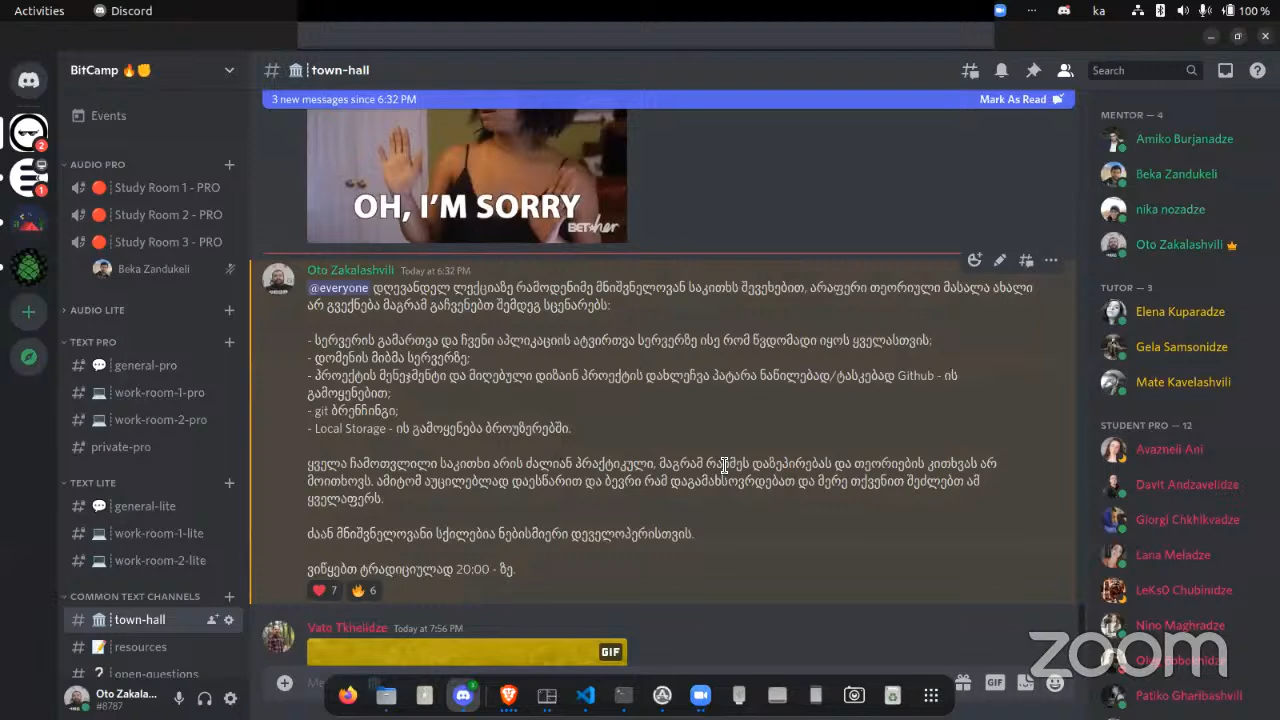 Activities
Discord
ka
100 %
BitCamp
town-hall
Search
3 new messages since 6:32 PM
Mark As Read
Events
AUDIO PRO
Study Room 1 - PRO
Study Room 2 - PRO
Study Room 3 - PRO
Beka Zandukeli
AUDIO LITE
TEXT PRO
general-pro
work-room-1-pro
work-room-2-pro
private-pro
TEXT LITE
general-lite
work-room-1-lite
work-room-2-lite
COMMON TEXT CHANNELS
town-hall
resources
open-questions
Oto Zakala...
#8787
OH, I'M SORRY
BET her
Oto Zakalashvili Today at 6:32 PM
@everyone დღევანდელ ლექციაზე რამოდენიმე მნიშვნელოვან საკითხს შევეხებით, არაფერი თეორიული მასალა ახალი
არ გვექნება მაგრამ გაჩვენებთ შემდეგ სცენარებს:
- სერვერის გამართვა და ჩვენი აპლიკაციის ატვირთვა სერვერზე ისე რომ წვდომადი იყოს ყველასთვის;
- დომენის მიბმა სერვერზე;
- პროექტის მენეჯმენტი და მიღებული დიზაინ პროექტის დახლეჩვა პატარა ნაწილებად/ტასკებად Github - ის
გამოყენებით;
- git ბრენჩინგი;
- Local Storage - ის გამოყენება ბროუზერებში.
ყველა ჩამოთვლილი საკითხი არის ძალიან პრაქტიკული, მაგრამ რამმეს დაზეპირებას და თეორიების კითხვას არ
მოითხოვს. ამიტომ აუცილებლად დაესწარით და ბევრი რამ დაგამახსოვრდებათ და მერე თქვენით შეძლებთ ამ
ყველაფერს.
ძაან მნიშვნელოვანი სქილებია ნებისმიერი დეველოპერისთვის.
ვიწყებთ ტრადიციულად 20:00 - ზე.
7
6
Vato Tkhelidze Today at 7:56 PM
GIF
GIF
MENTOR — 4
Amiko Burjanadze
Beka Zandukeli
nika nozadze
Oto Zakalashvili
TUTOR — 3
Elena Kuparadze
Gela Samsonidze
Mate Kavelashvili
STUDENT PRO — 12
Avazneli Ani
Davit Andzavelidze
Giorgi Chkhikvadze
Lana Meladze
LeKsO Chubinidze
Nino Maghradze
Patiko Gharibashvili
zoom